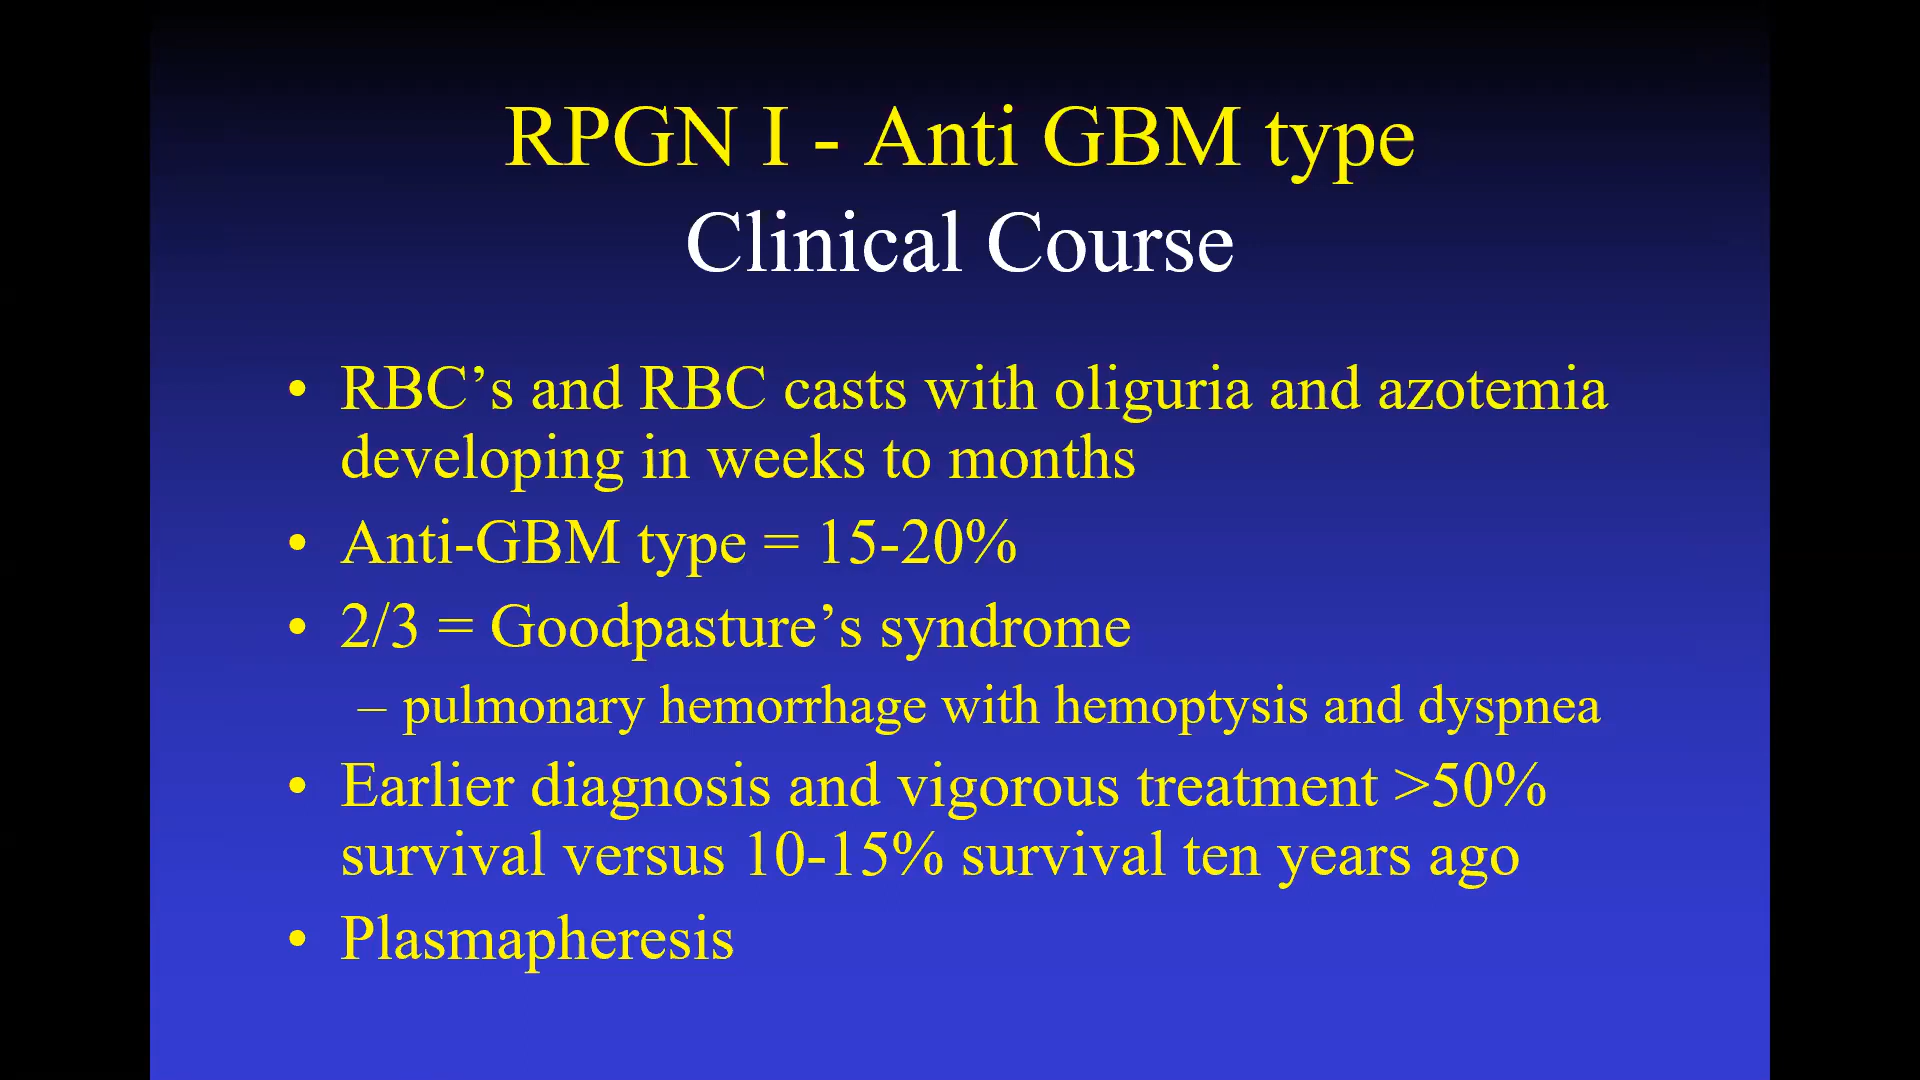 RPGN I - Anti GBM type
Clinical Course
• RBC’s and RBC casts with oliguria and azotemia
developing in weeks to months
• Anti-GBM type = 15-20%
• 2/3 = Goodpasture’s syndrome
– pulmonary hemorrhage with hemoptysis and dyspnea
• Earlier diagnosis and vigorous treatment >50%
survival versus 10-15% survival ten years ago
• Plasmapheresis